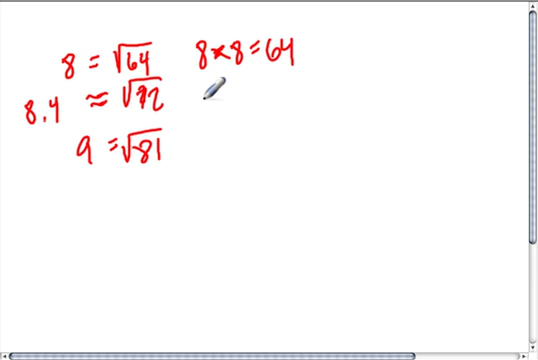 8 = √64 8 * 8 = 64
8.4 ≈ √72
9 = √81